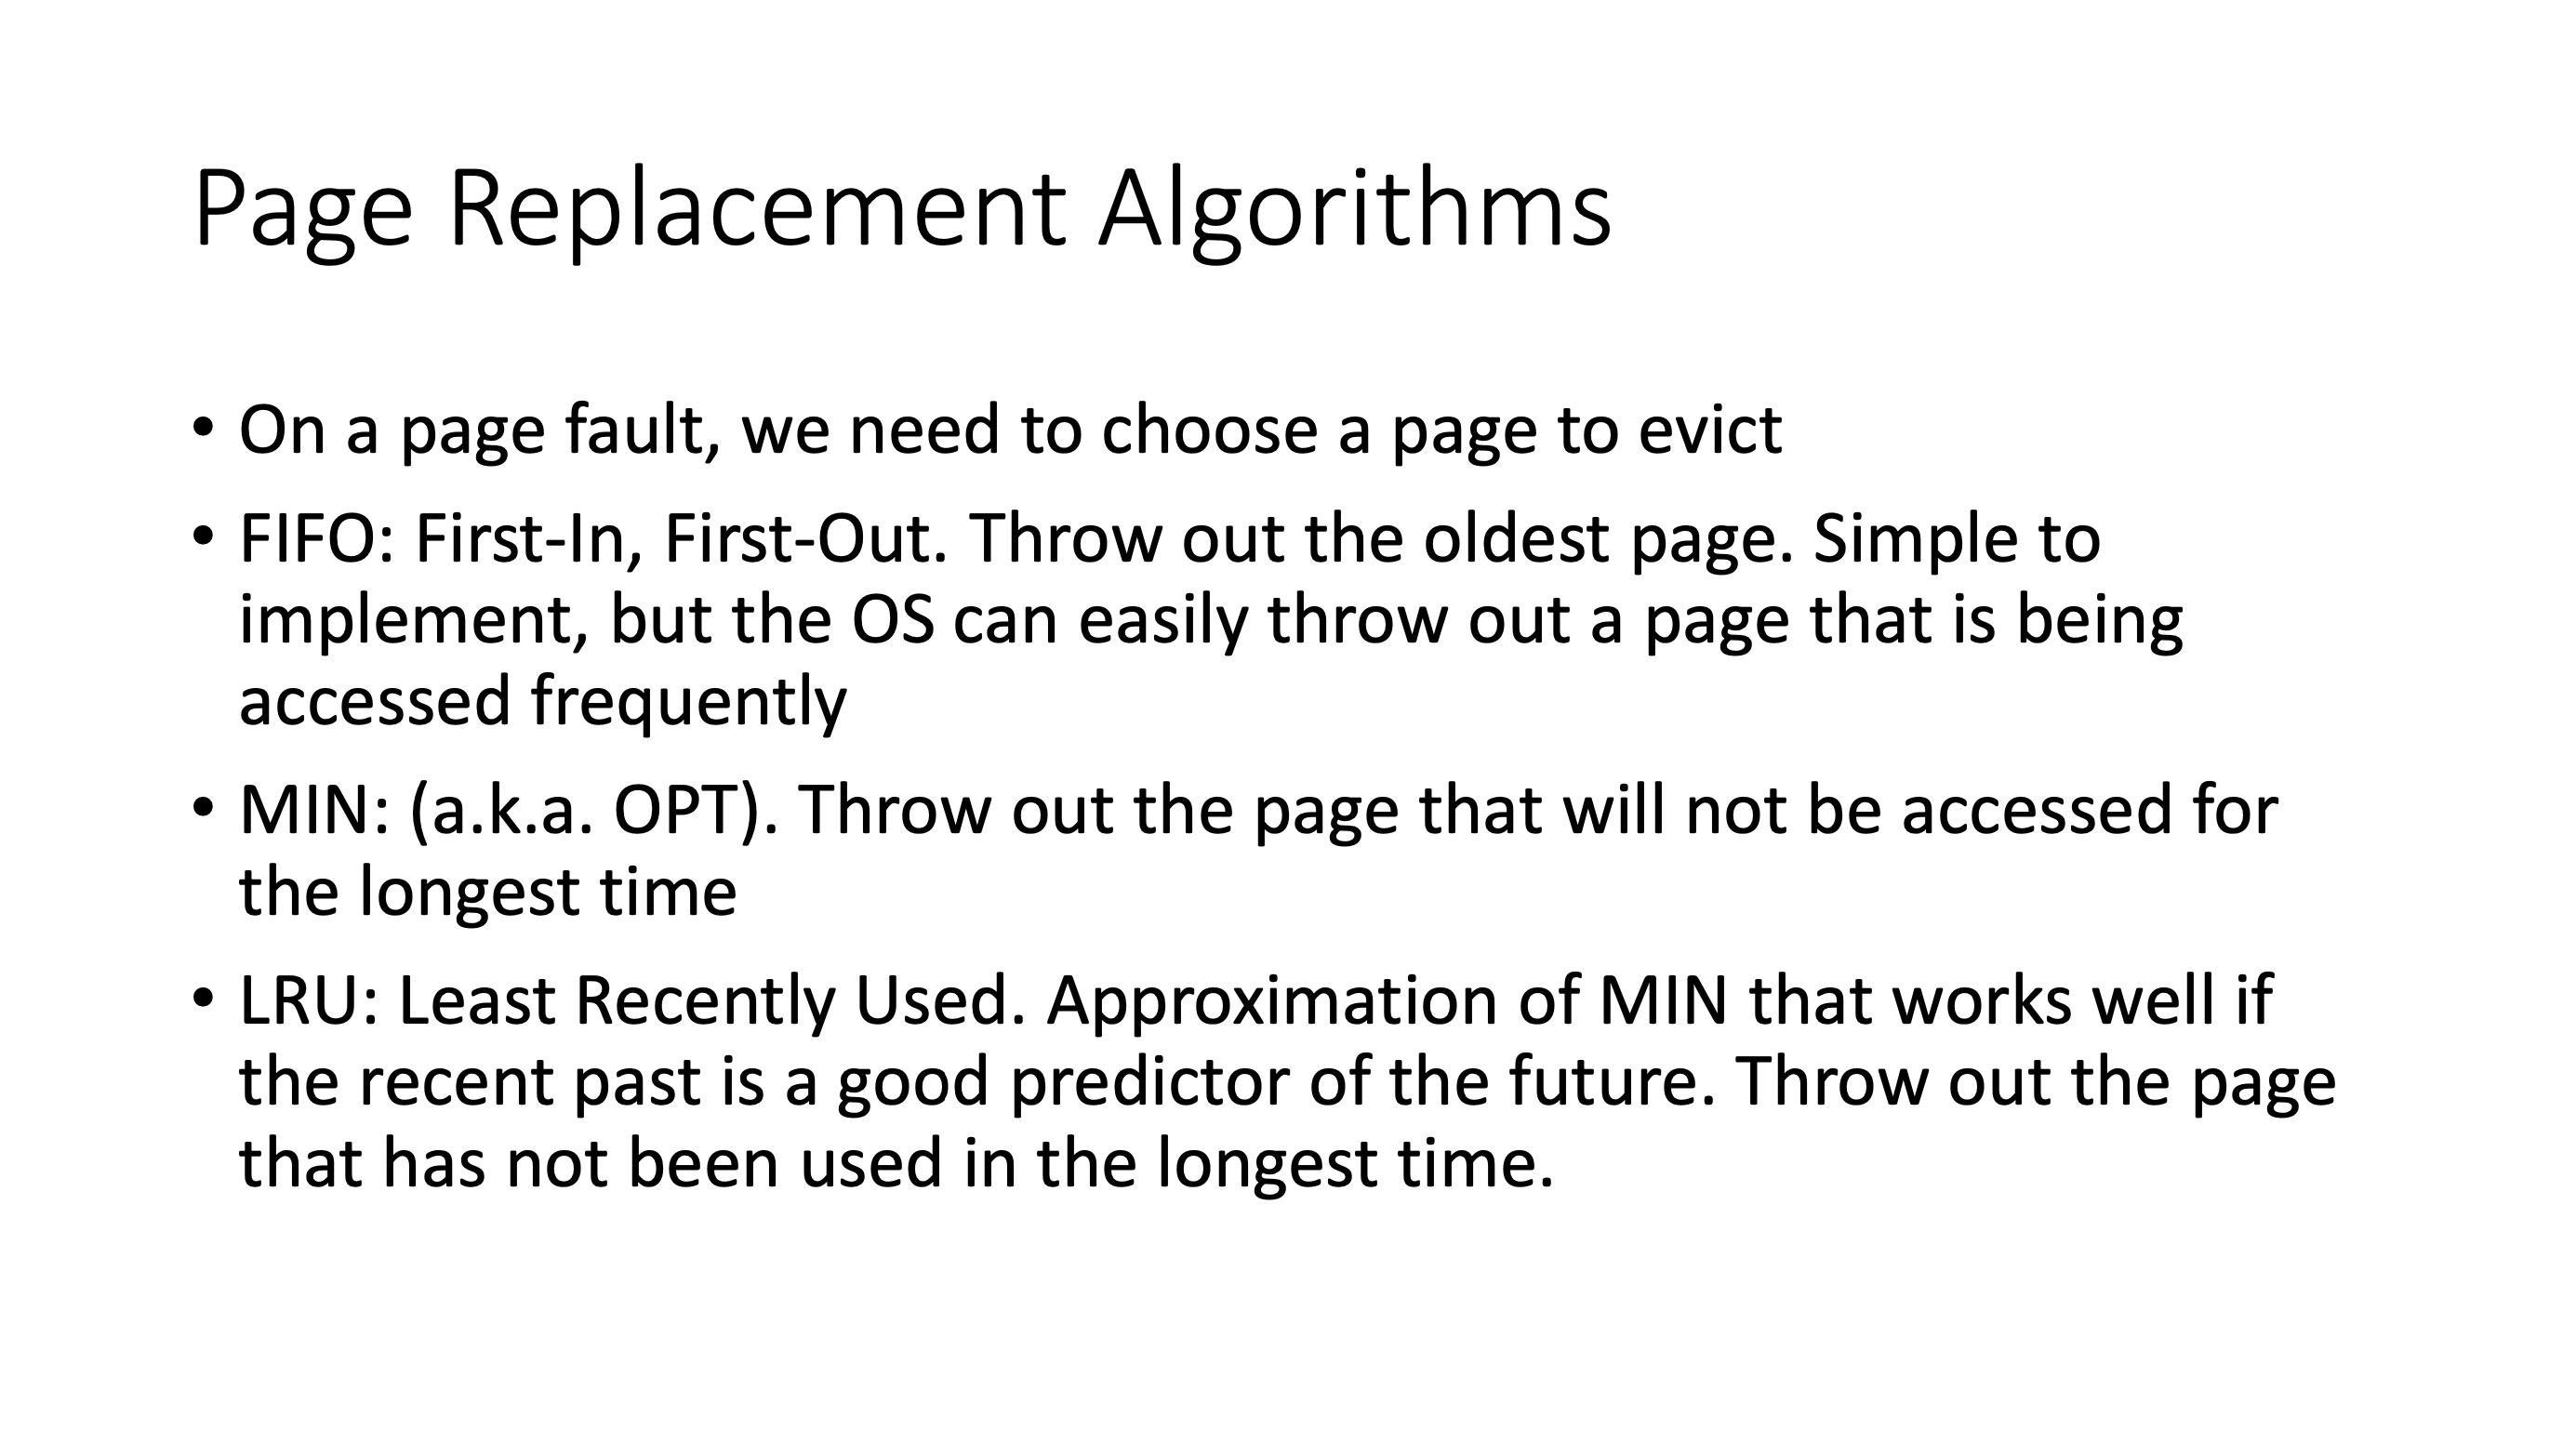 Page Replacement Algorithms
• On a page fault, we need to choose a page to evict
• FIFO: First-In, First-Out. Throw out the oldest page. Simple to
implement, but the OS can easily throw out a page that is being
accessed frequently
• MIN: (a.k.a. OPT). Throw out the page that will not be accessed for
the longest time
• LRU: Least Recently Used. Approximation of MIN that works well if
the recent past is a good predictor of the future. Throw out the page
that has not been used in the longest time.